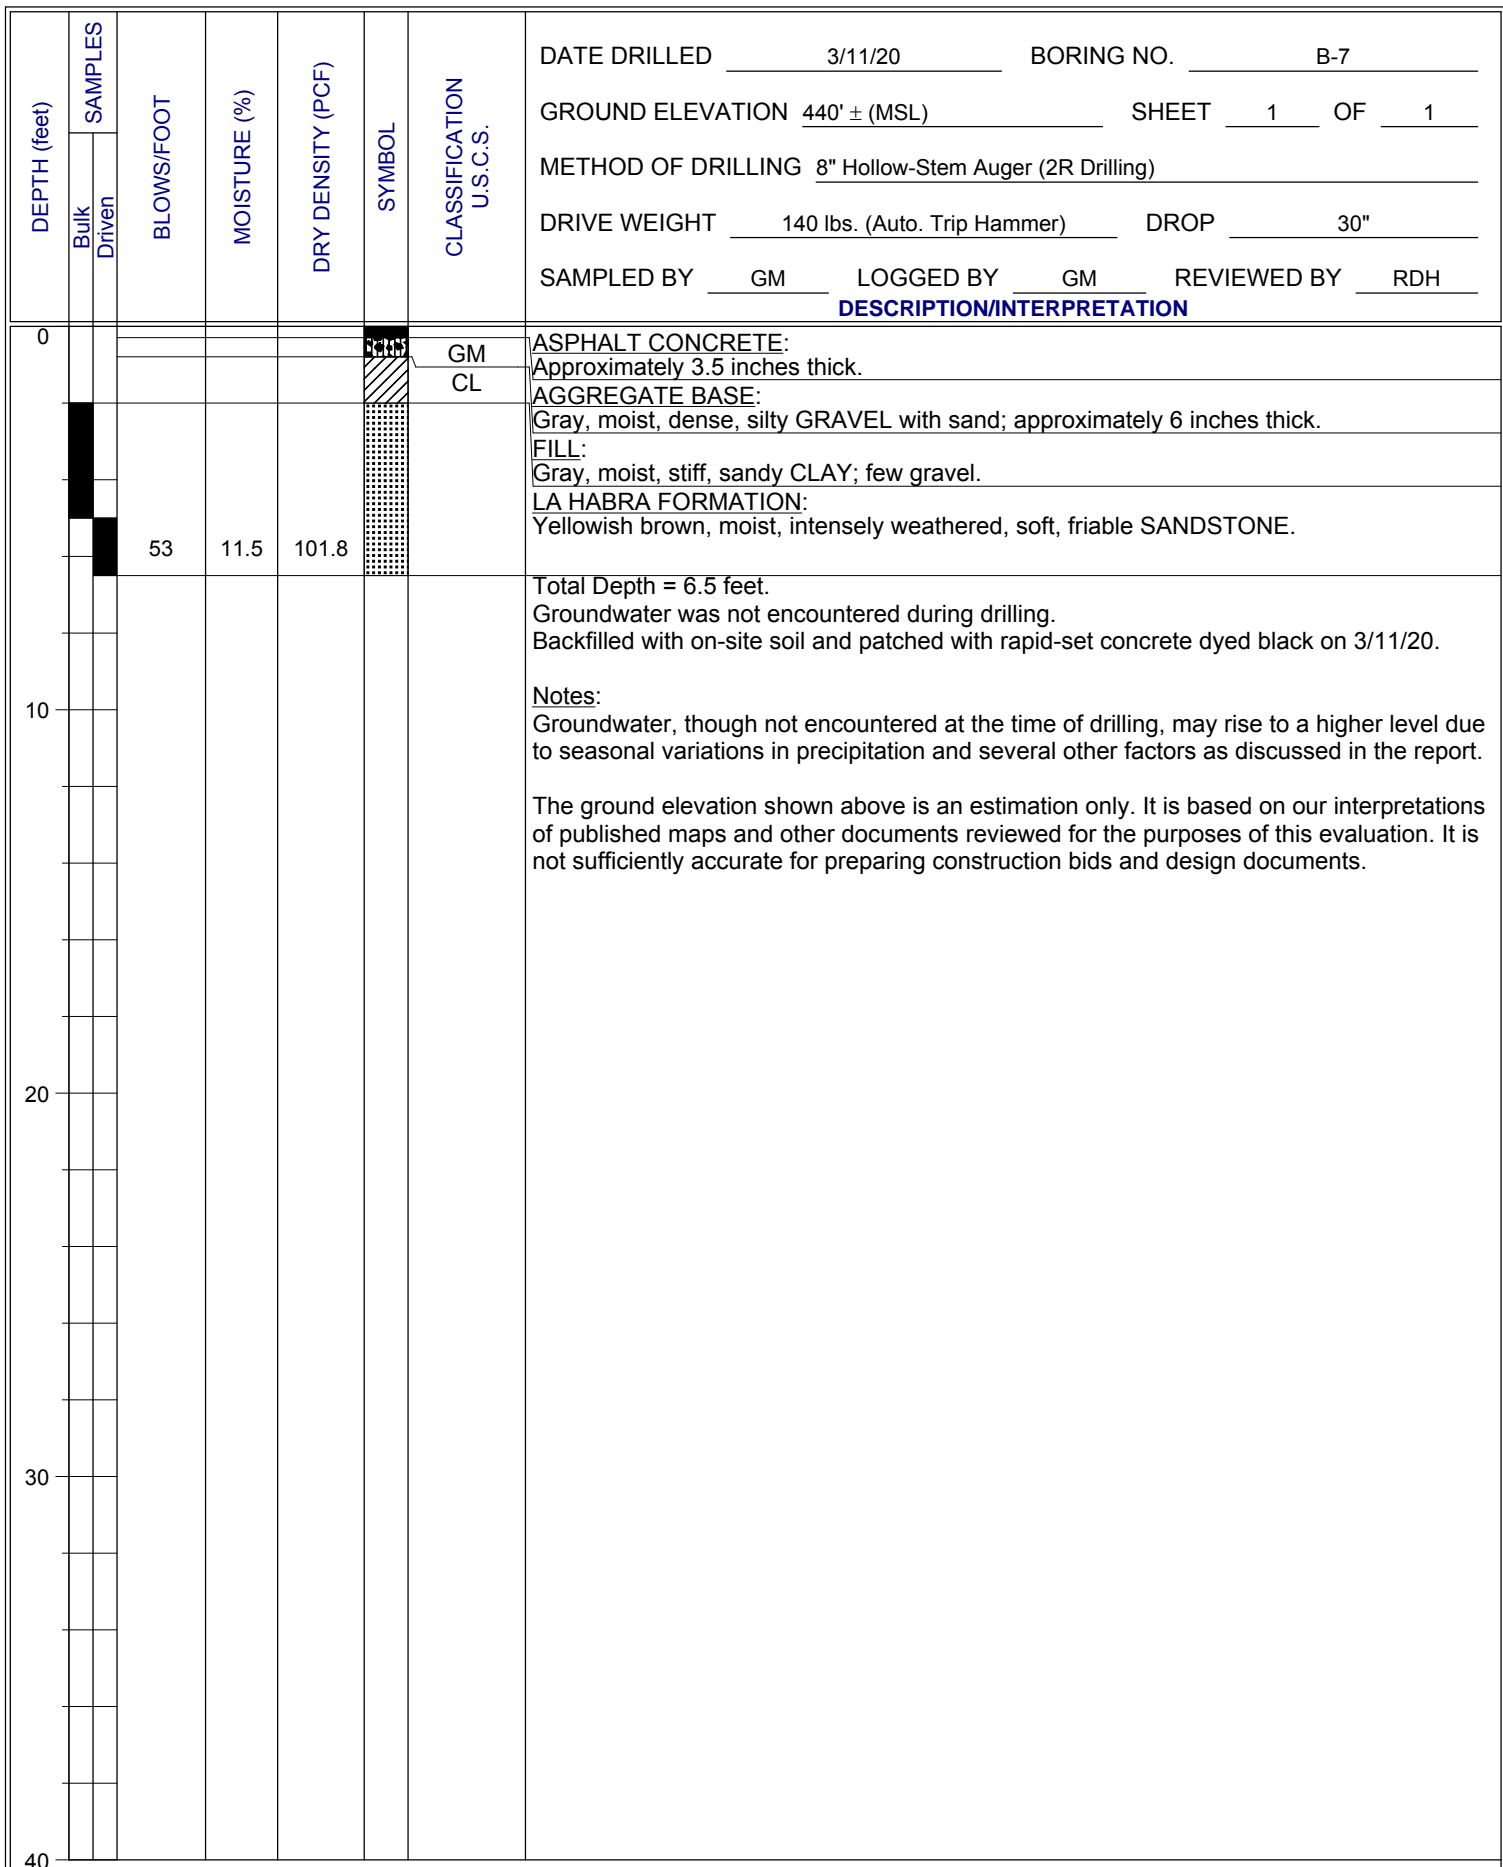 DEPTH (feet)
SAMPLES
Bulk
Driven
BLOWS/FOOT
MOISTURE (%)
DRY DENSITY (PCF)
SYMBOL
CLASSIFICATION
U.S.C.S.
DATE DRILLED 3/11/20 BORING NO. B-7
GROUND ELEVATION 440' ± (MSL) SHEET 1 OF 1
METHOD OF DRILLING 8" Hollow-Stem Auger (2R Drilling)
DRIVE WEIGHT 140 lbs. (Auto. Trip Hammer) DROP 30"
SAMPLED BY GM LOGGED BY GM REVIEWED BY RDH
DESCRIPTION/INTERPRETATION
0
GM
CL
ASPHALT CONCRETE:
Approximately 3.5 inches thick.
AGGREGATE BASE:
Gray, moist, dense, silty GRAVEL with sand; approximately 6 inches thick.
FILL:
Gray, moist, stiff, sandy CLAY; few gravel.
LA HABRA FORMATION:
Yellowish brown, moist, intensely weathered, soft, friable SANDSTONE.
53 11.5 101.8
Total Depth = 6.5 feet.
Groundwater was not encountered during drilling.
Backfilled with on-site soil and patched with rapid-set concrete dyed black on 3/11/20.
Notes:
10
Groundwater, though not encountered at the time of drilling, may rise to a higher level due
to seasonal variations in precipitation and several other factors as discussed in the report.
The ground elevation shown above is an estimation only. It is based on our interpretations
of published maps and other documents reviewed for the purposes of this evaluation. It is
not sufficiently accurate for preparing construction bids and design documents.
20
30
40